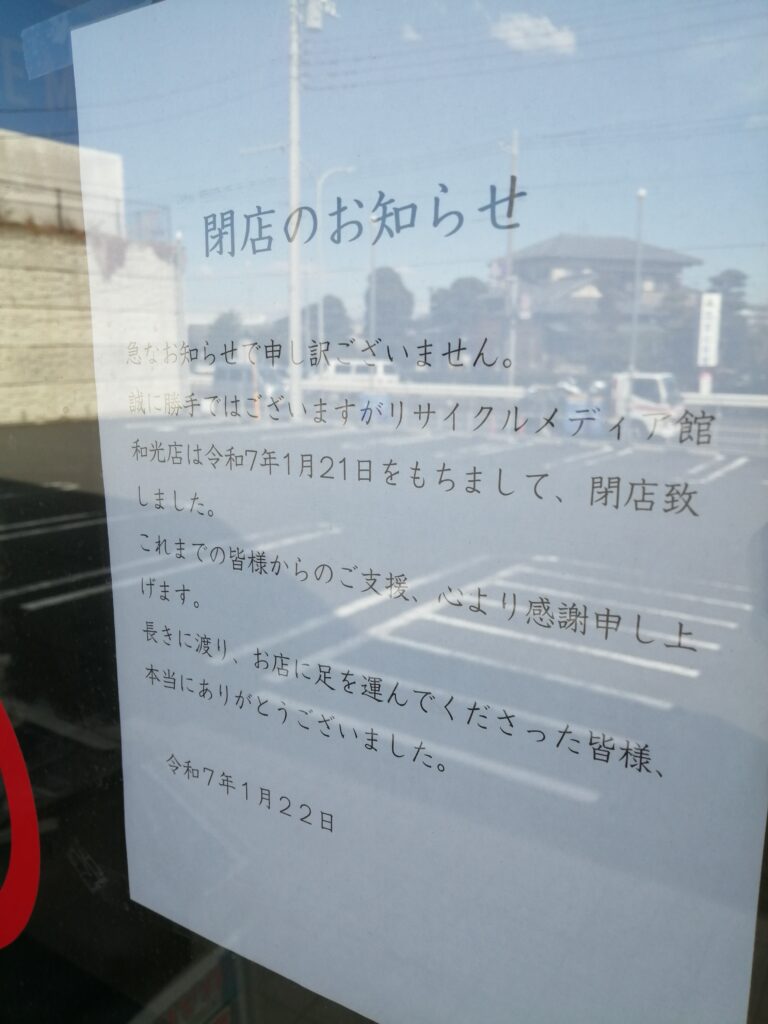 閉店のお知らせ
急なお知らせで申し訳ございません。
誠に勝手ではございますがリサイクルメディア館
和光店は令和7年1月21日をもちまして、閉店致
しました。
これまでの皆様からのご支援、心より感謝申し上
げます。
長きに渡り、お店に足を運んでくださった皆様、
本当にありがとうございました。
令和7年1月22日